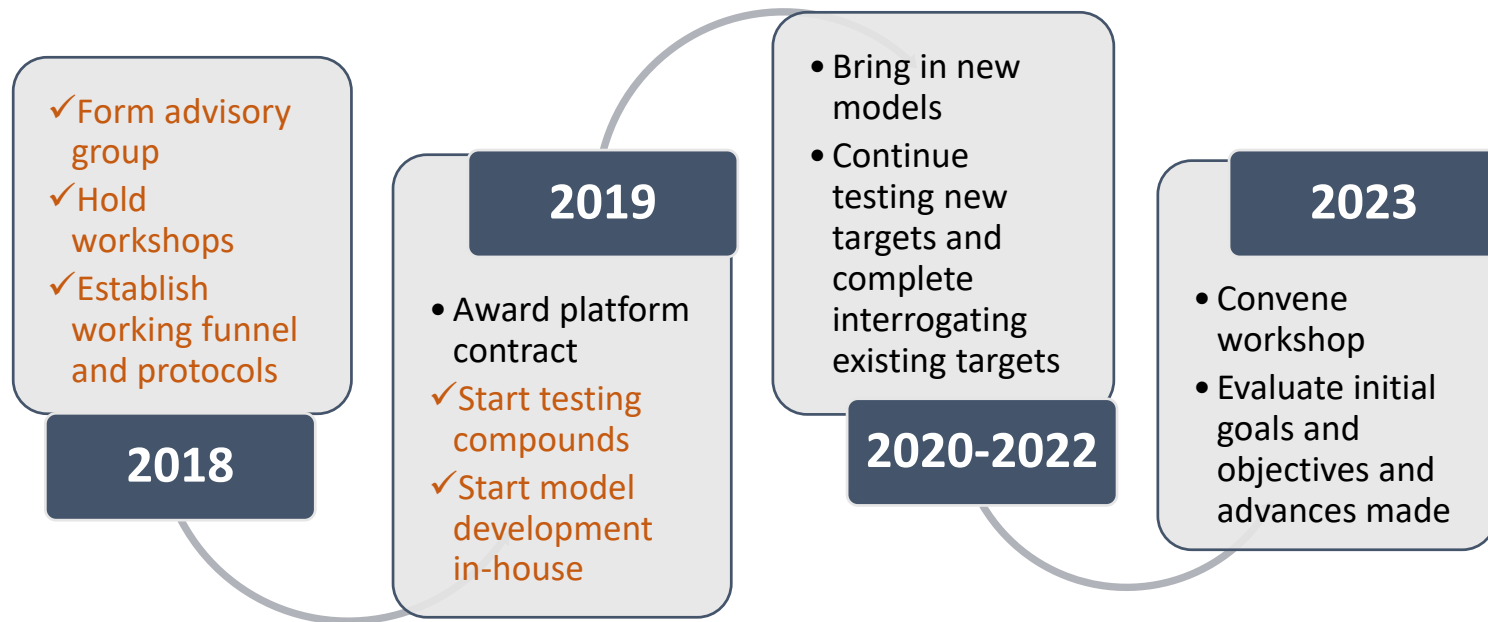 ✓Form advisory
group
✓Hold
workshops
✓Establish
working funnel
and protocols
2018
2019
• Award platform
contract
✓Start testing
compounds
✓Start model
development
in-house
• Bring in new
models
• Continue
testing new
targets and
complete
interrogating
existing targets
2020-2022
2023
• Convene
workshop
• Evaluate initial
goals and
objectives and
advances made